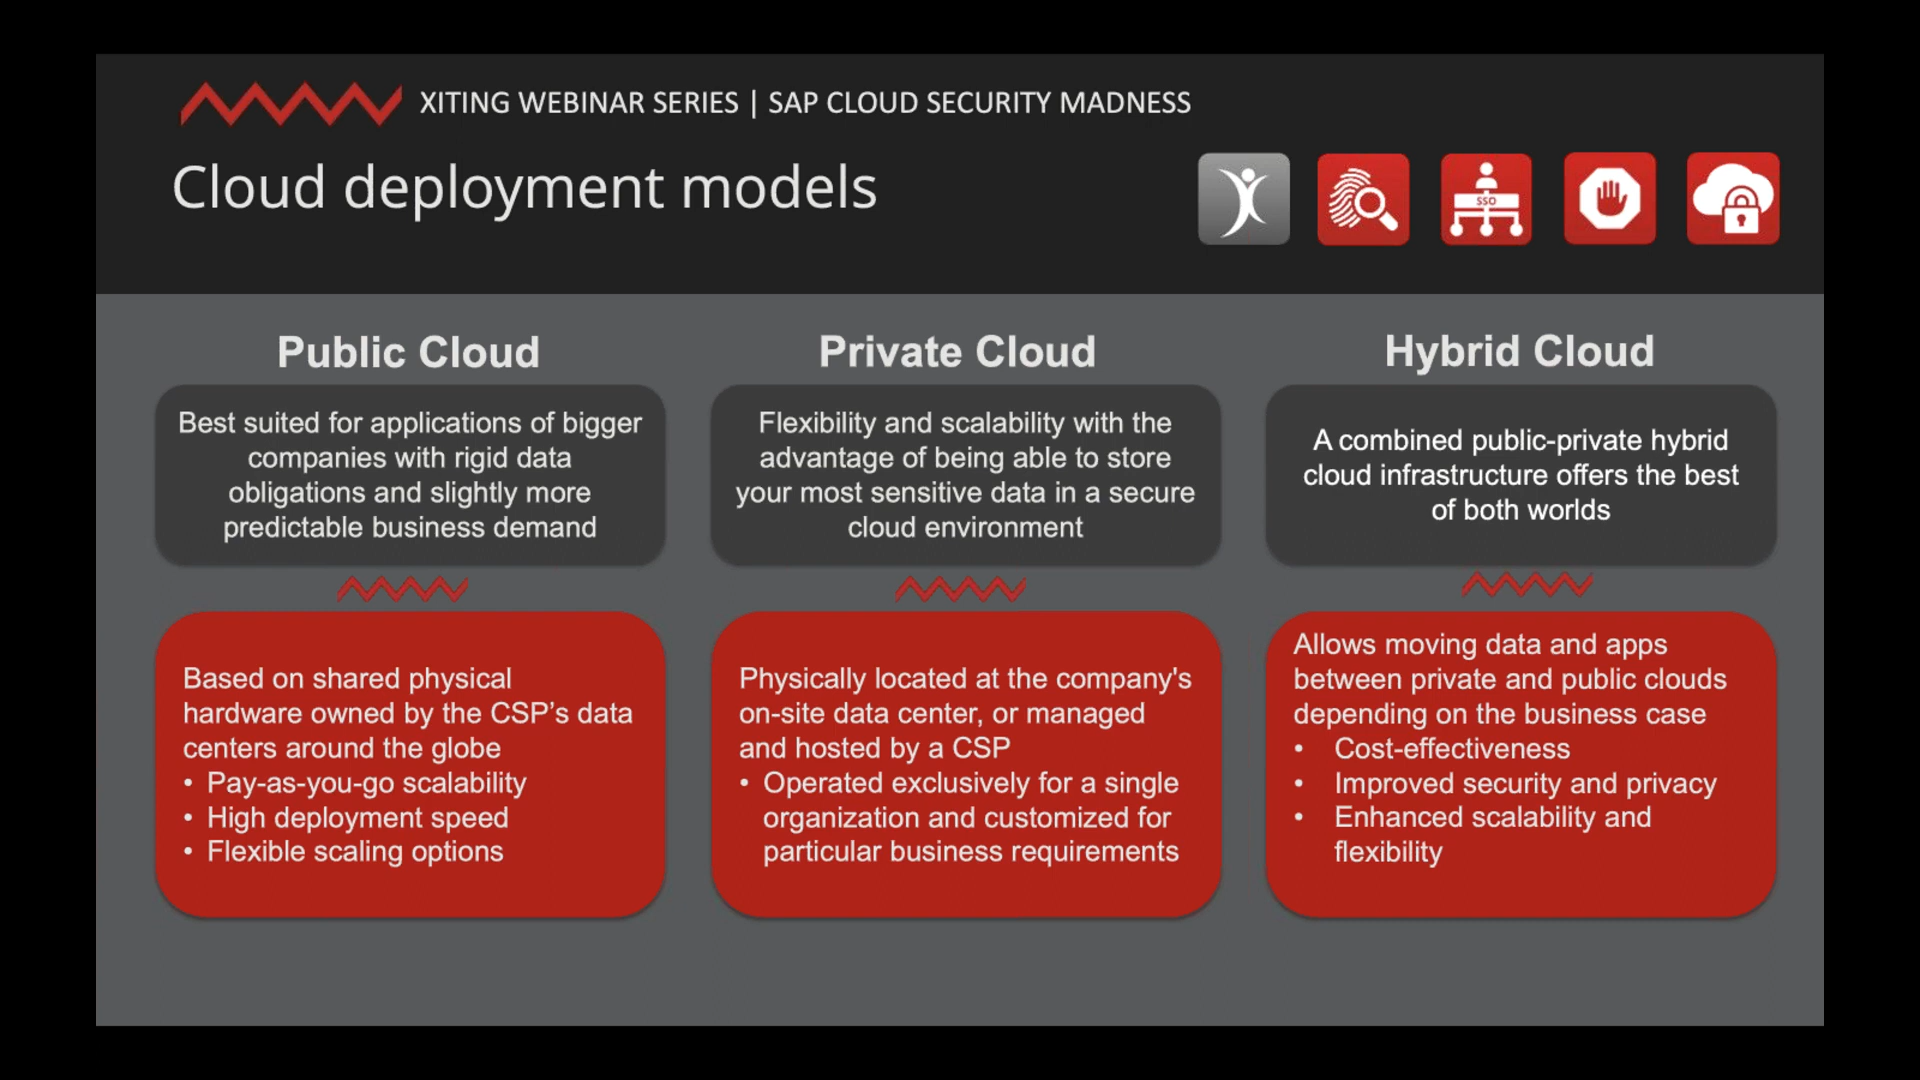 XITING WEBINAR SERIES | SAP CLOUD SECURITY MADNESS
Cloud deployment models
SSO
Public Cloud
Best suited for applications of bigger
companies with rigid data
obligations and slightly more
predictable business demand
Based on shared physical
hardware owned by the CSP’s data
centers around the globe
• Pay-as-you-go scalability
• High deployment speed
• Flexible scaling options
Private Cloud
Flexibility and scalability with the
advantage of being able to store
your most sensitive data in a secure
cloud environment
Physically located at the company's
on-site data center, or managed
and hosted by a CSP
• Operated exclusively for a single
organization and customized for
particular business requirements
Hybrid Cloud
A combined public-private hybrid
cloud infrastructure offers the best
of both worlds
Allows moving data and apps
between private and public clouds
depending on the business case
• Cost-effectiveness
• Improved security and privacy
• Enhanced scalability and
flexibility